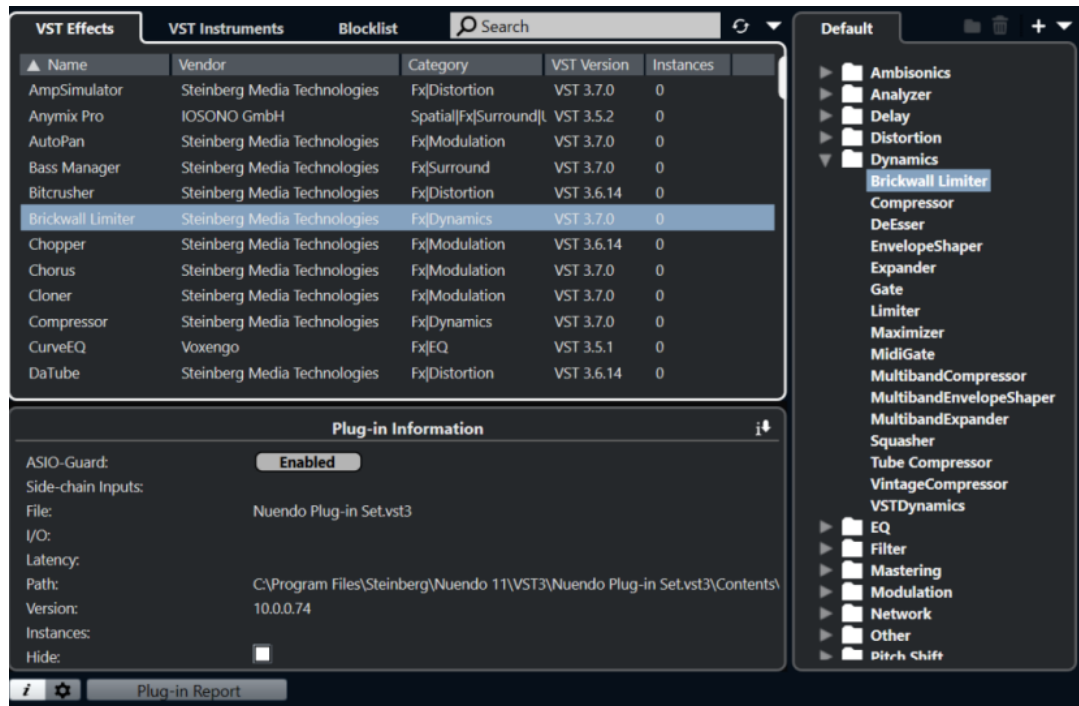 VST Effects VST Instruments Blocklist Search
Name Vendor Category VST Version Instances
AmpSimulator Steinberg Media Technologies Fx|Distortion VST 3.7.0 0
Anymix Pro IOSONO GmbH Spatial|Fx|Surround|U VST 3.5.2 0
AutoPan Steinberg Media Technologies Fx|Modulation VST 3.7.0 0
Bass Manager Steinberg Media Technologies Fx|Surround VST 3.7.0 0
Bitcrusher Steinberg Media Technologies Fx|Distortion VST 3.6.14 0
Brickwall Limiter Steinberg Media Technologies Fx|Dynamics VST 3.7.0 0
Chopper Steinberg Media Technologies Fx|Modulation VST 3.6.14 0
Chorus Steinberg Media Technologies Fx|Modulation VST 3.7.0 0
Cloner Steinberg Media Technologies Fx|Modulation VST 3.7.0 0
Compressor Steinberg Media Technologies Fx|Dynamics VST 3.7.0 0
CurveEQ Voxengo Fx|EQ VST 3.5.1 0
DaTube Steinberg Media Technologies Fx|Distortion VST 3.6.14 0
Plug-in Information
ASIO-Guard: Enabled
Side-chain Inputs:
File: Nuendo Plug-in Set.vst3
I/O:
Latency:
Path: C:\Program Files\Steinberg\Nuendo 11\VST3\Nuendo Plug-in Set.vst3\Contents\
Version: 10.0.0.74
Instances:
Hide:
i Plug-in Report
Default
Ambisonics
Analyzer
Delay
Distortion
Dynamics
Brickwall Limiter
Compressor
DeEsser
EnvelopeShaper
Expander
Gate
Limiter
Maximizer
MidiGate
MultibandCompressor
MultibandEnvelopeShaper
MultibandExpander
Squasher
Tube Compressor
VintageCompressor
VSTDynamics
EQ
Filter
Mastering
Modulation
Network
Other
Pitch Shift